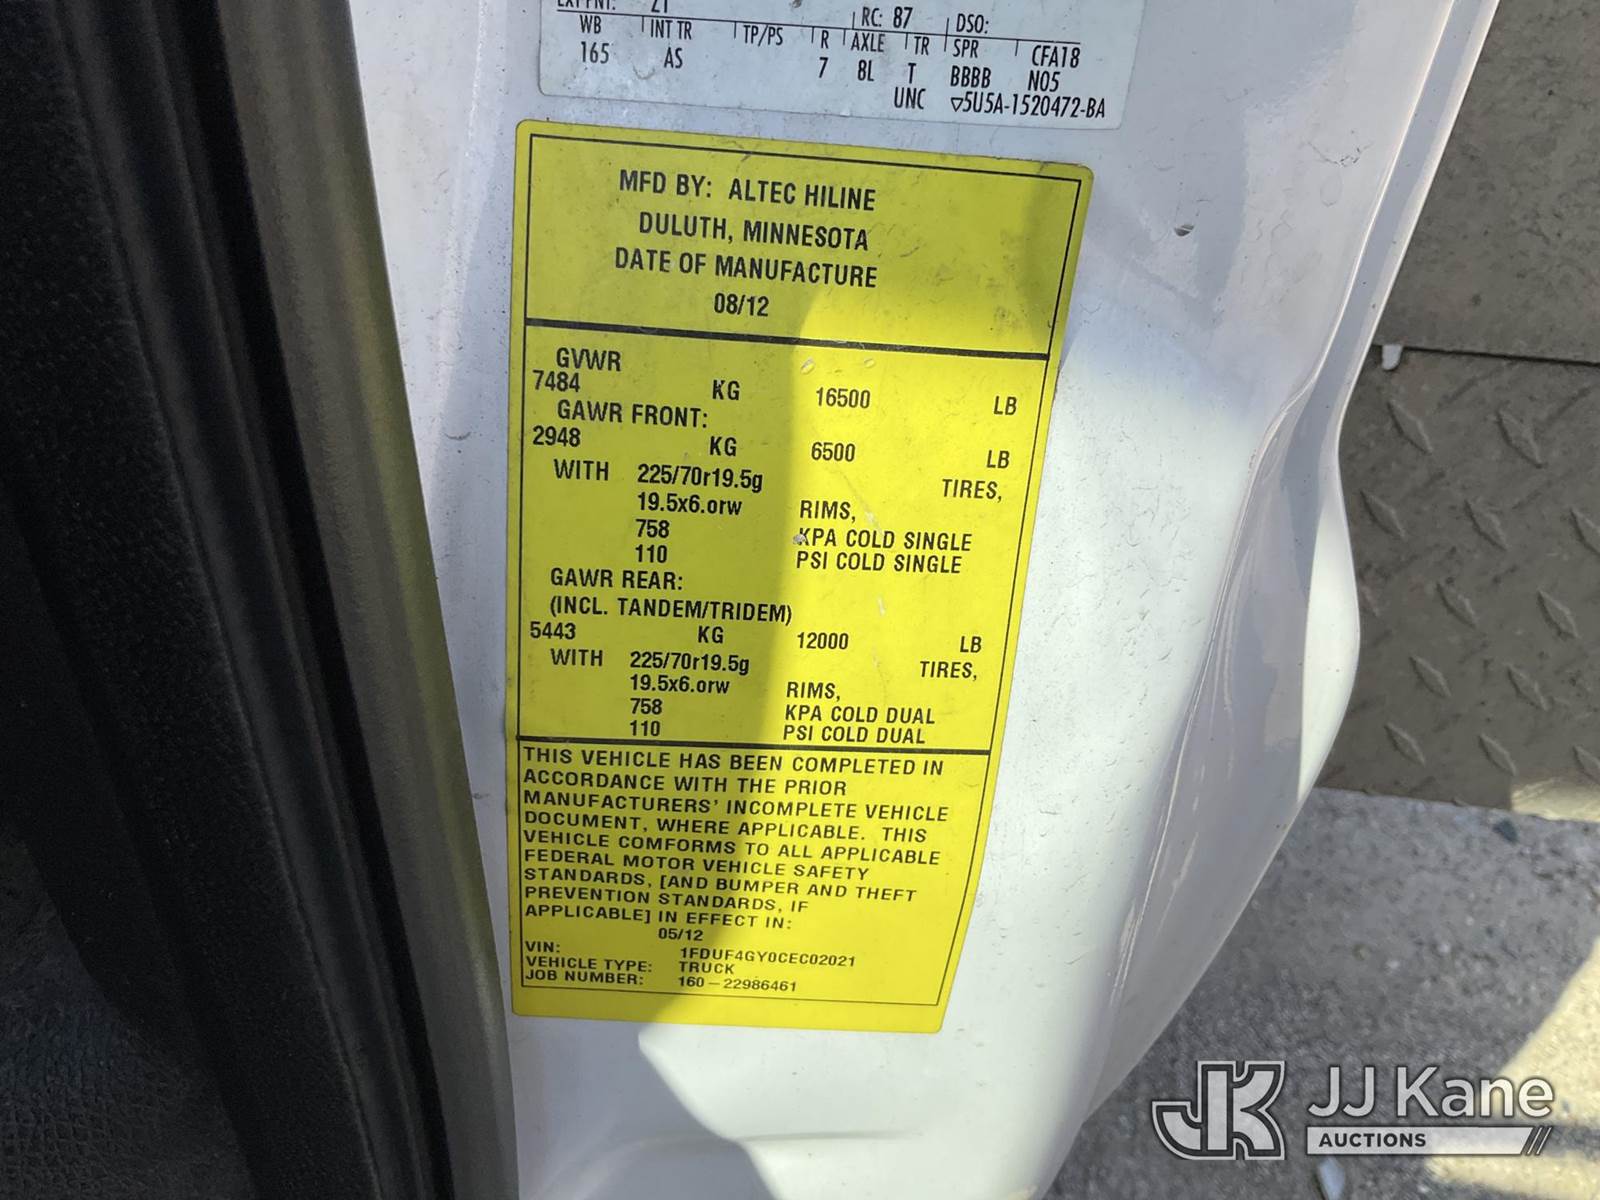 EXT PNT: Z1 RC: 87 DSO:
WB INT TR TP/PS R AXLE TR SPR CFA18
165 AS 7 8L T BBBB N05
UNC ▽5U5A-1520472-BA
MFD BY: ALTEC HILINE
DULUTH, MINNESOTA
DATE OF MANUFACTURE
08/12
GVWR
7484 KG 16500 LB
GAWR FRONT:
2948 KG 6500 LB
WITH 225/70r19.5g TIRES,
19.5x6.orw RIMS,
758 KPA COLD SINGLE
110 PSI COLD SINGLE
GAWR REAR:
(INCL. TANDEM/TRIDEM)
5443 KG 12000 LB
WITH 225/70r19.5g TIRES,
19.5x6.orw RIMS,
758 KPA COLD DUAL
110 PSI COLD DUAL
THIS VEHICLE HAS BEEN COMPLETED IN
ACCORDANCE WITH THE PRIOR
MANUFACTURERS' INCOMPLETE VEHICLE
DOCUMENT, WHERE APPLICABLE. THIS
VEHICLE COMFORMS TO ALL APPLICABLE
FEDERAL MOTOR VEHICLE SAFETY
STANDARDS, [AND BUMPER AND THEFT
PREVENTION STANDARDS, IF
APPLICABLE] IN EFFECT IN:
05/12
VIN: 1FDUF4GY0CEC02021
VEHICLE TYPE: TRUCK
JOB NUMBER: 160-22986461
JK JJ Kane
AUCTIONS